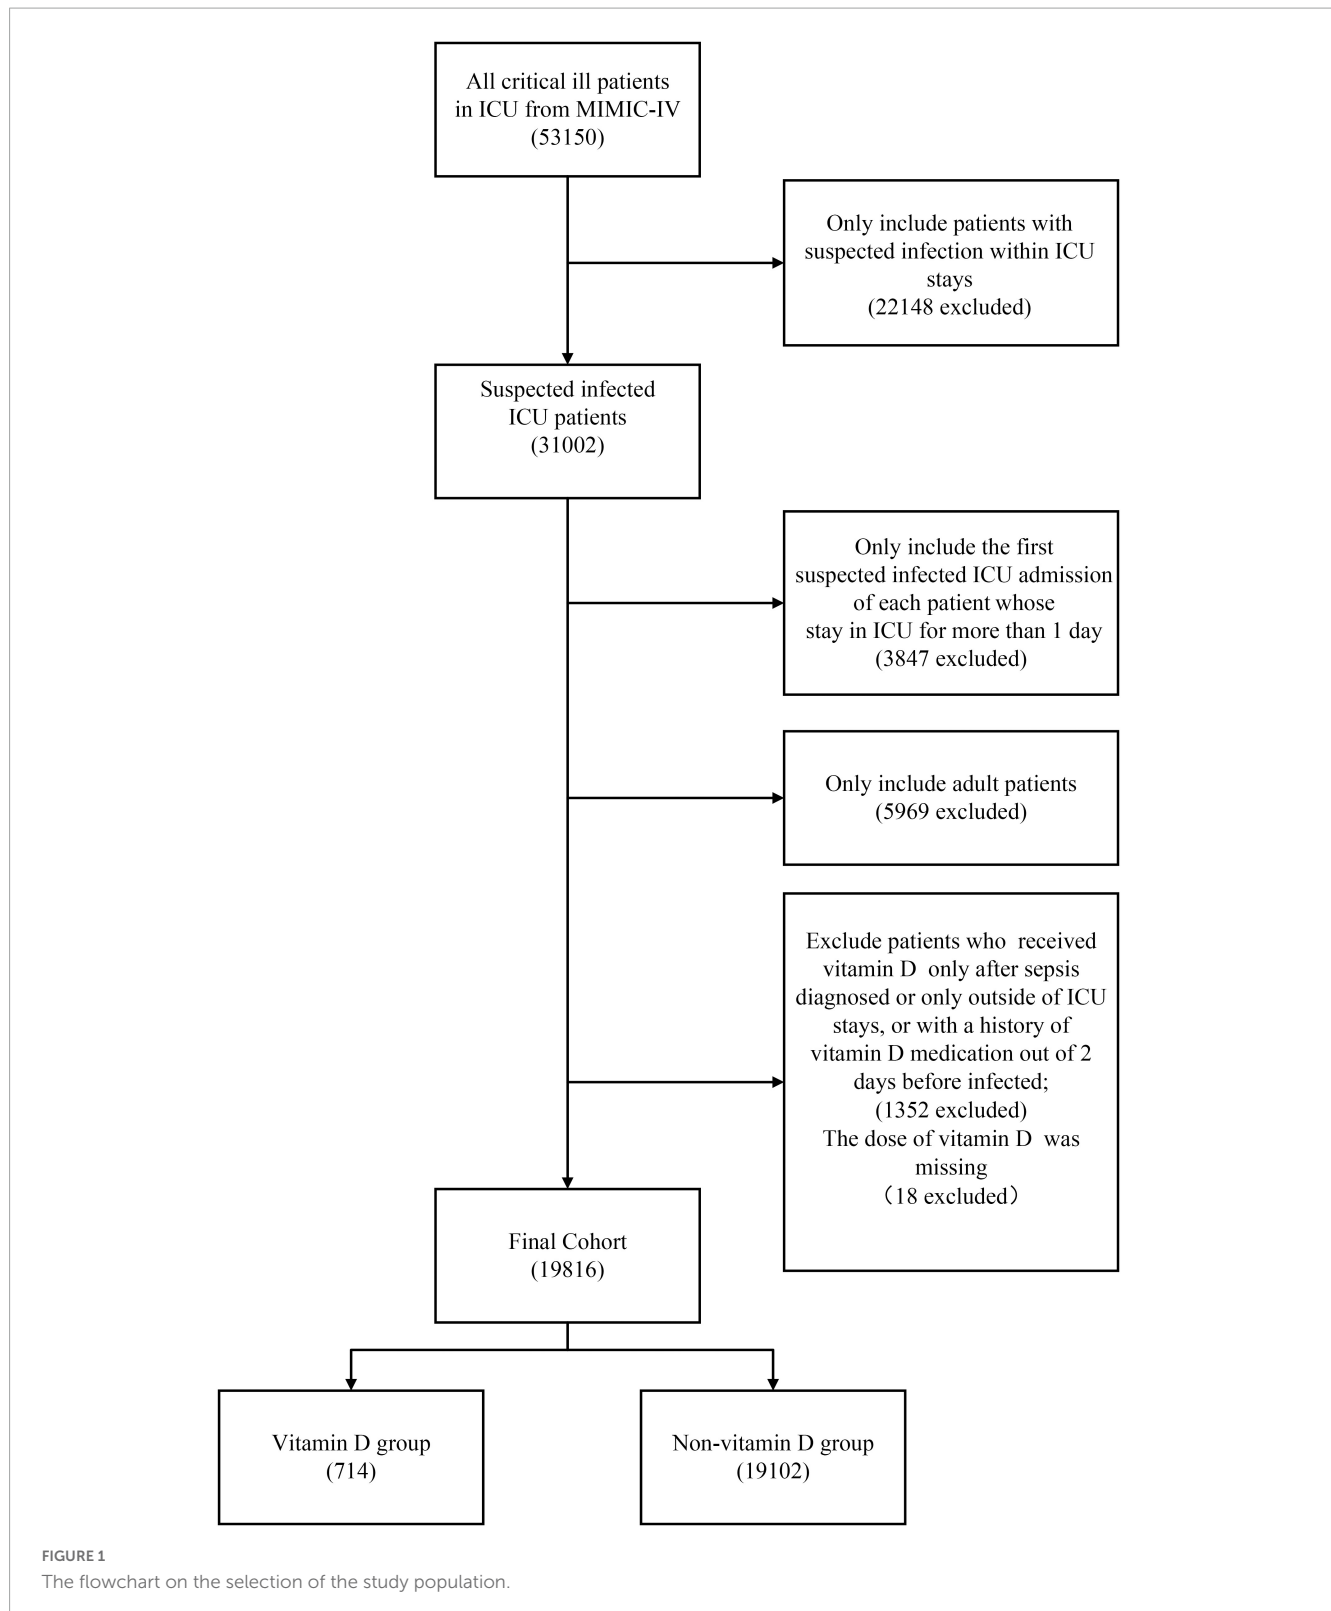 All critical ill patients
in ICU from MIMIC-IV
(53150)
Only include patients with
suspected infection within ICU
stays
(22148 excluded)
Suspected infected
ICU patients
(31002)
Only include the first
suspected infected ICU admission
of each patient whose
stay in ICU for more than 1 day
(3847 excluded)
Only include adult patients
(5969 excluded)
Exclude patients who received
vitamin D only after sepsis
diagnosed or only outside of ICU
stays, or with a history of
vitamin D medication out of 2
days before infected;
(1352 excluded)
The dose of vitamin D was
missing
（18 excluded）
Final Cohort
(19816)
Vitamin D group
(714)
Non-vitamin D group
(19102)
FIGURE 1
The flowchart on the selection of the study population.